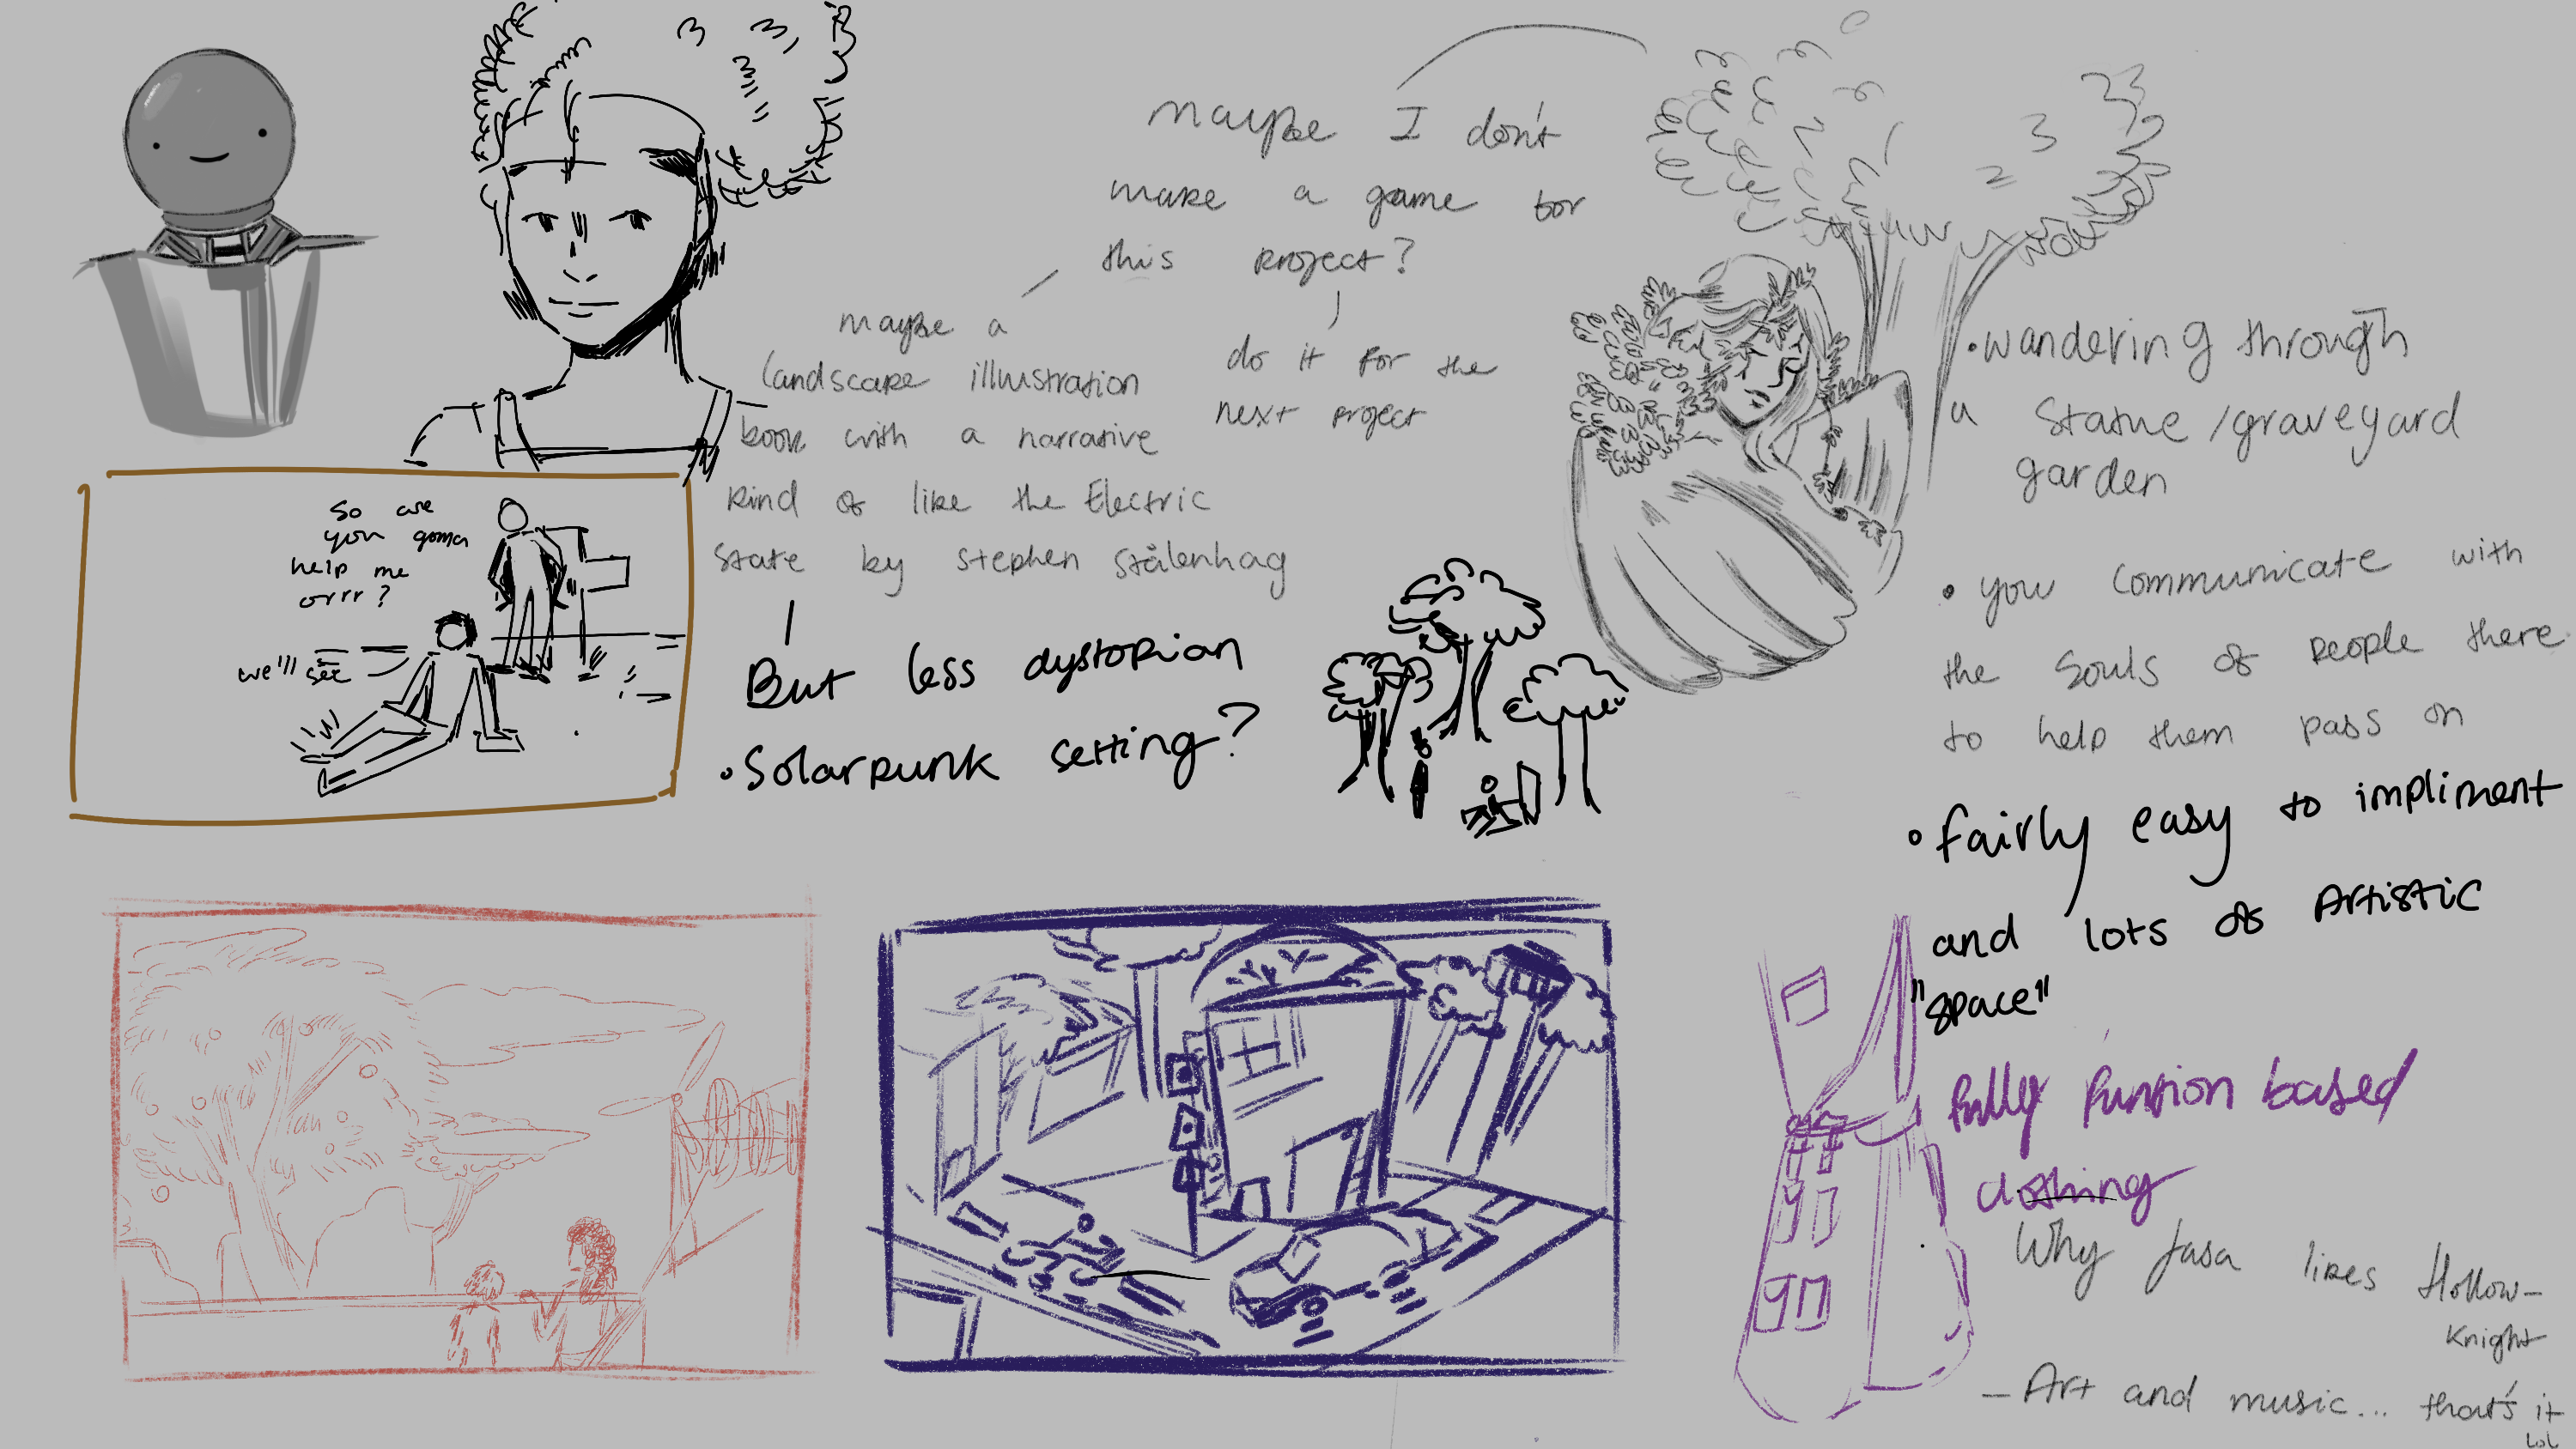 maybe I don't
make a game for
this project?
maybe a
landscape illustration
book with a narrative
kind of like the Electric
state by Stephen Stålenhag
But less dystopian
• Solarpunk setting?
do it for the
next project
So are
you gonna
help me
orrr?
we'll see
• wandering through
a statue/graveyard
garden
• you communicate with
the souls of people there
to help them pass on
• fairly easy to impliment
and lots of Artistic
"space"
fully funtion based
clothing
Why Jasa likes Hollow-
Knight
- Art and music... that's it
lol